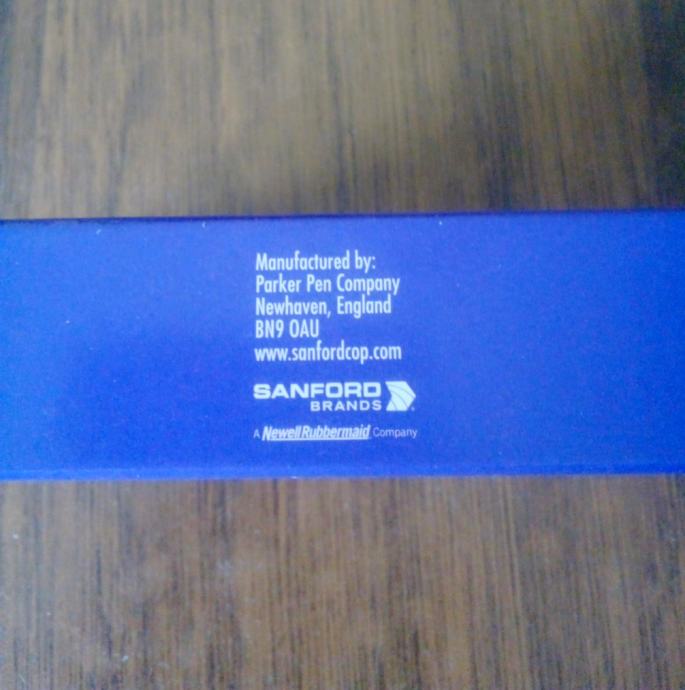 Manufactured by:
Parker Pen Company
Newhaven, England
BN9 OAU
www.sanfordcop.com
SANFORD
BRANDS
A NewellRubbermaid Company